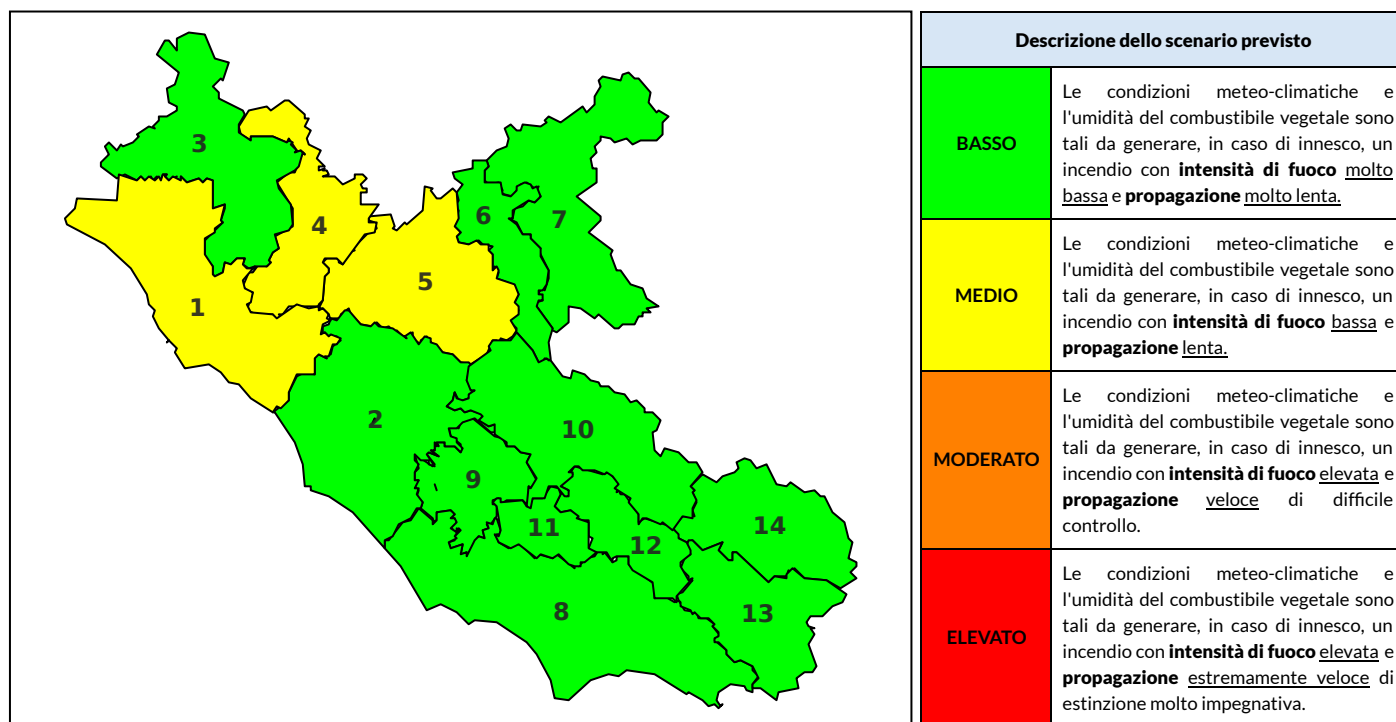 3
4
6
7
5
1
2
10
9
14
11
12
8
13
Descrizione dello scenario previsto
BASSO
Le condizioni meteo-climatiche e
l'umidità del combustibile vegetale sono
tali da generare, in caso di innesco, un
incendio con intensità di fuoco molto
bassa e propagazione molto lenta.
MEDIO
Le condizioni meteo-climatiche e
l'umidità del combustibile vegetale sono
tali da generare, in caso di innesco, un
incendio con intensità di fuoco bassa e
propagazione lenta.
MODERATO
Le condizioni meteo-climatiche e
l'umidità del combustibile vegetale sono
tali da generare, in caso di innesco, un
incendio con intensità di fuoco elevata e
propagazione veloce di difficile
controllo.
ELEVATO
Le condizioni meteo-climatiche e
l'umidità del combustibile vegetale sono
tali da generare, in caso di innesco, un
incendio con intensità di fuoco elevata e
propagazione estremamente veloce di
estinzione molto impegnativa.